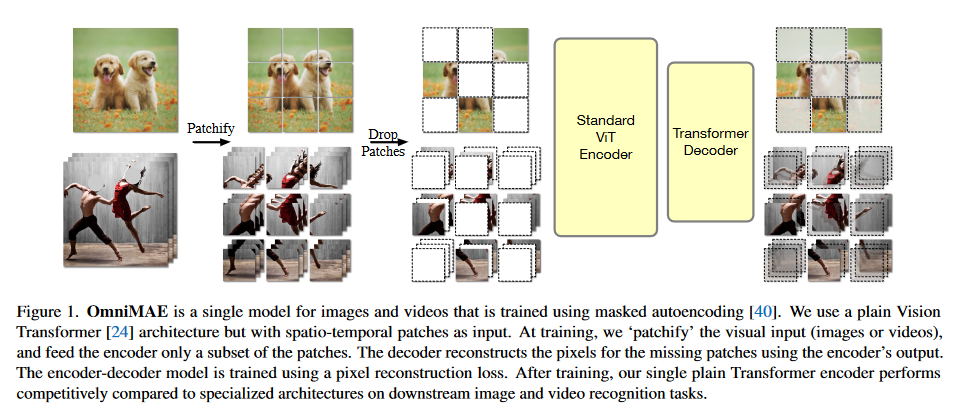 Patchify
Drop
Patches
Standard
ViT
Encoder
Transformer
Decoder
Figure 1. OmniMAE is a single model for images and videos that is trained using masked autoencoding [40]. We use a plain Vision
Transformer [24] architecture but with spatio-temporal patches as input. At training, we ‘patchify’ the visual input (images or videos),
and feed the encoder only a subset of the patches. The decoder reconstructs the pixels for the missing patches using the encoder’s output.
The encoder-decoder model is trained using a pixel reconstruction loss. After training, our single plain Transformer encoder performs
competitively compared to specialized architectures on downstream image and video recognition tasks.